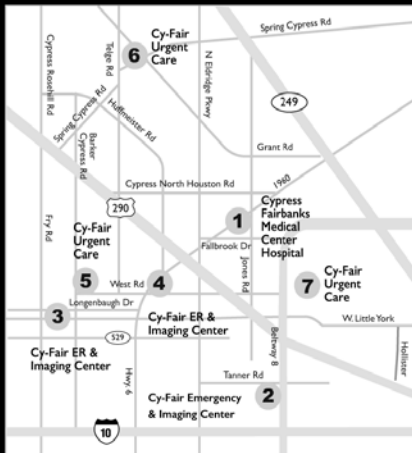 Spring Cypress Rd
Cy-Fair
Urgent
Care
6
Cypress Rosehill Rd
Telge Rd
N Eldridge Pkwy
249
Spring Cypress Rd
Huffmeister Rd
Barker
Cypress Rd
Grant Rd
Cypress North Houston Rd
1960
290
1
Cypress
Fairbanks
Medical
Center
Hospital
Fry Rd
Fallbrook Dr
Cy-Fair
Urgent
Care
5
West Rd
4
Jones Rd
7
Cy-Fair
Urgent
Care
Longenbaugh Dr
3
Cy-Fair ER &
Imaging Center
W. Little York
529
Cy-Fair ER &
Imaging Center
Beltway 8
Hollister
Hwy. 6
Tanner Rd
2
Cy-Fair Emergency
& Imaging Center
10